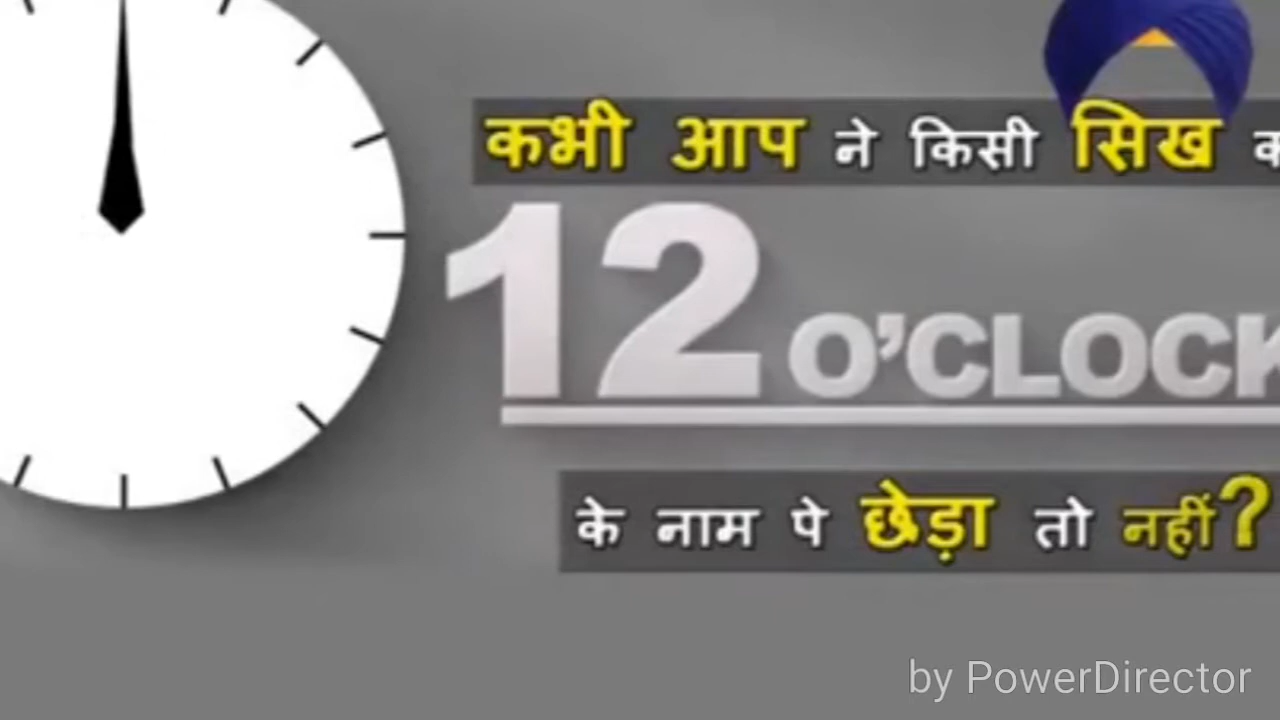 कभी आप ने किसी सिख
12 O'CLOCK
के नाम पे छेड़ा तो नहीं?
by PowerDirector